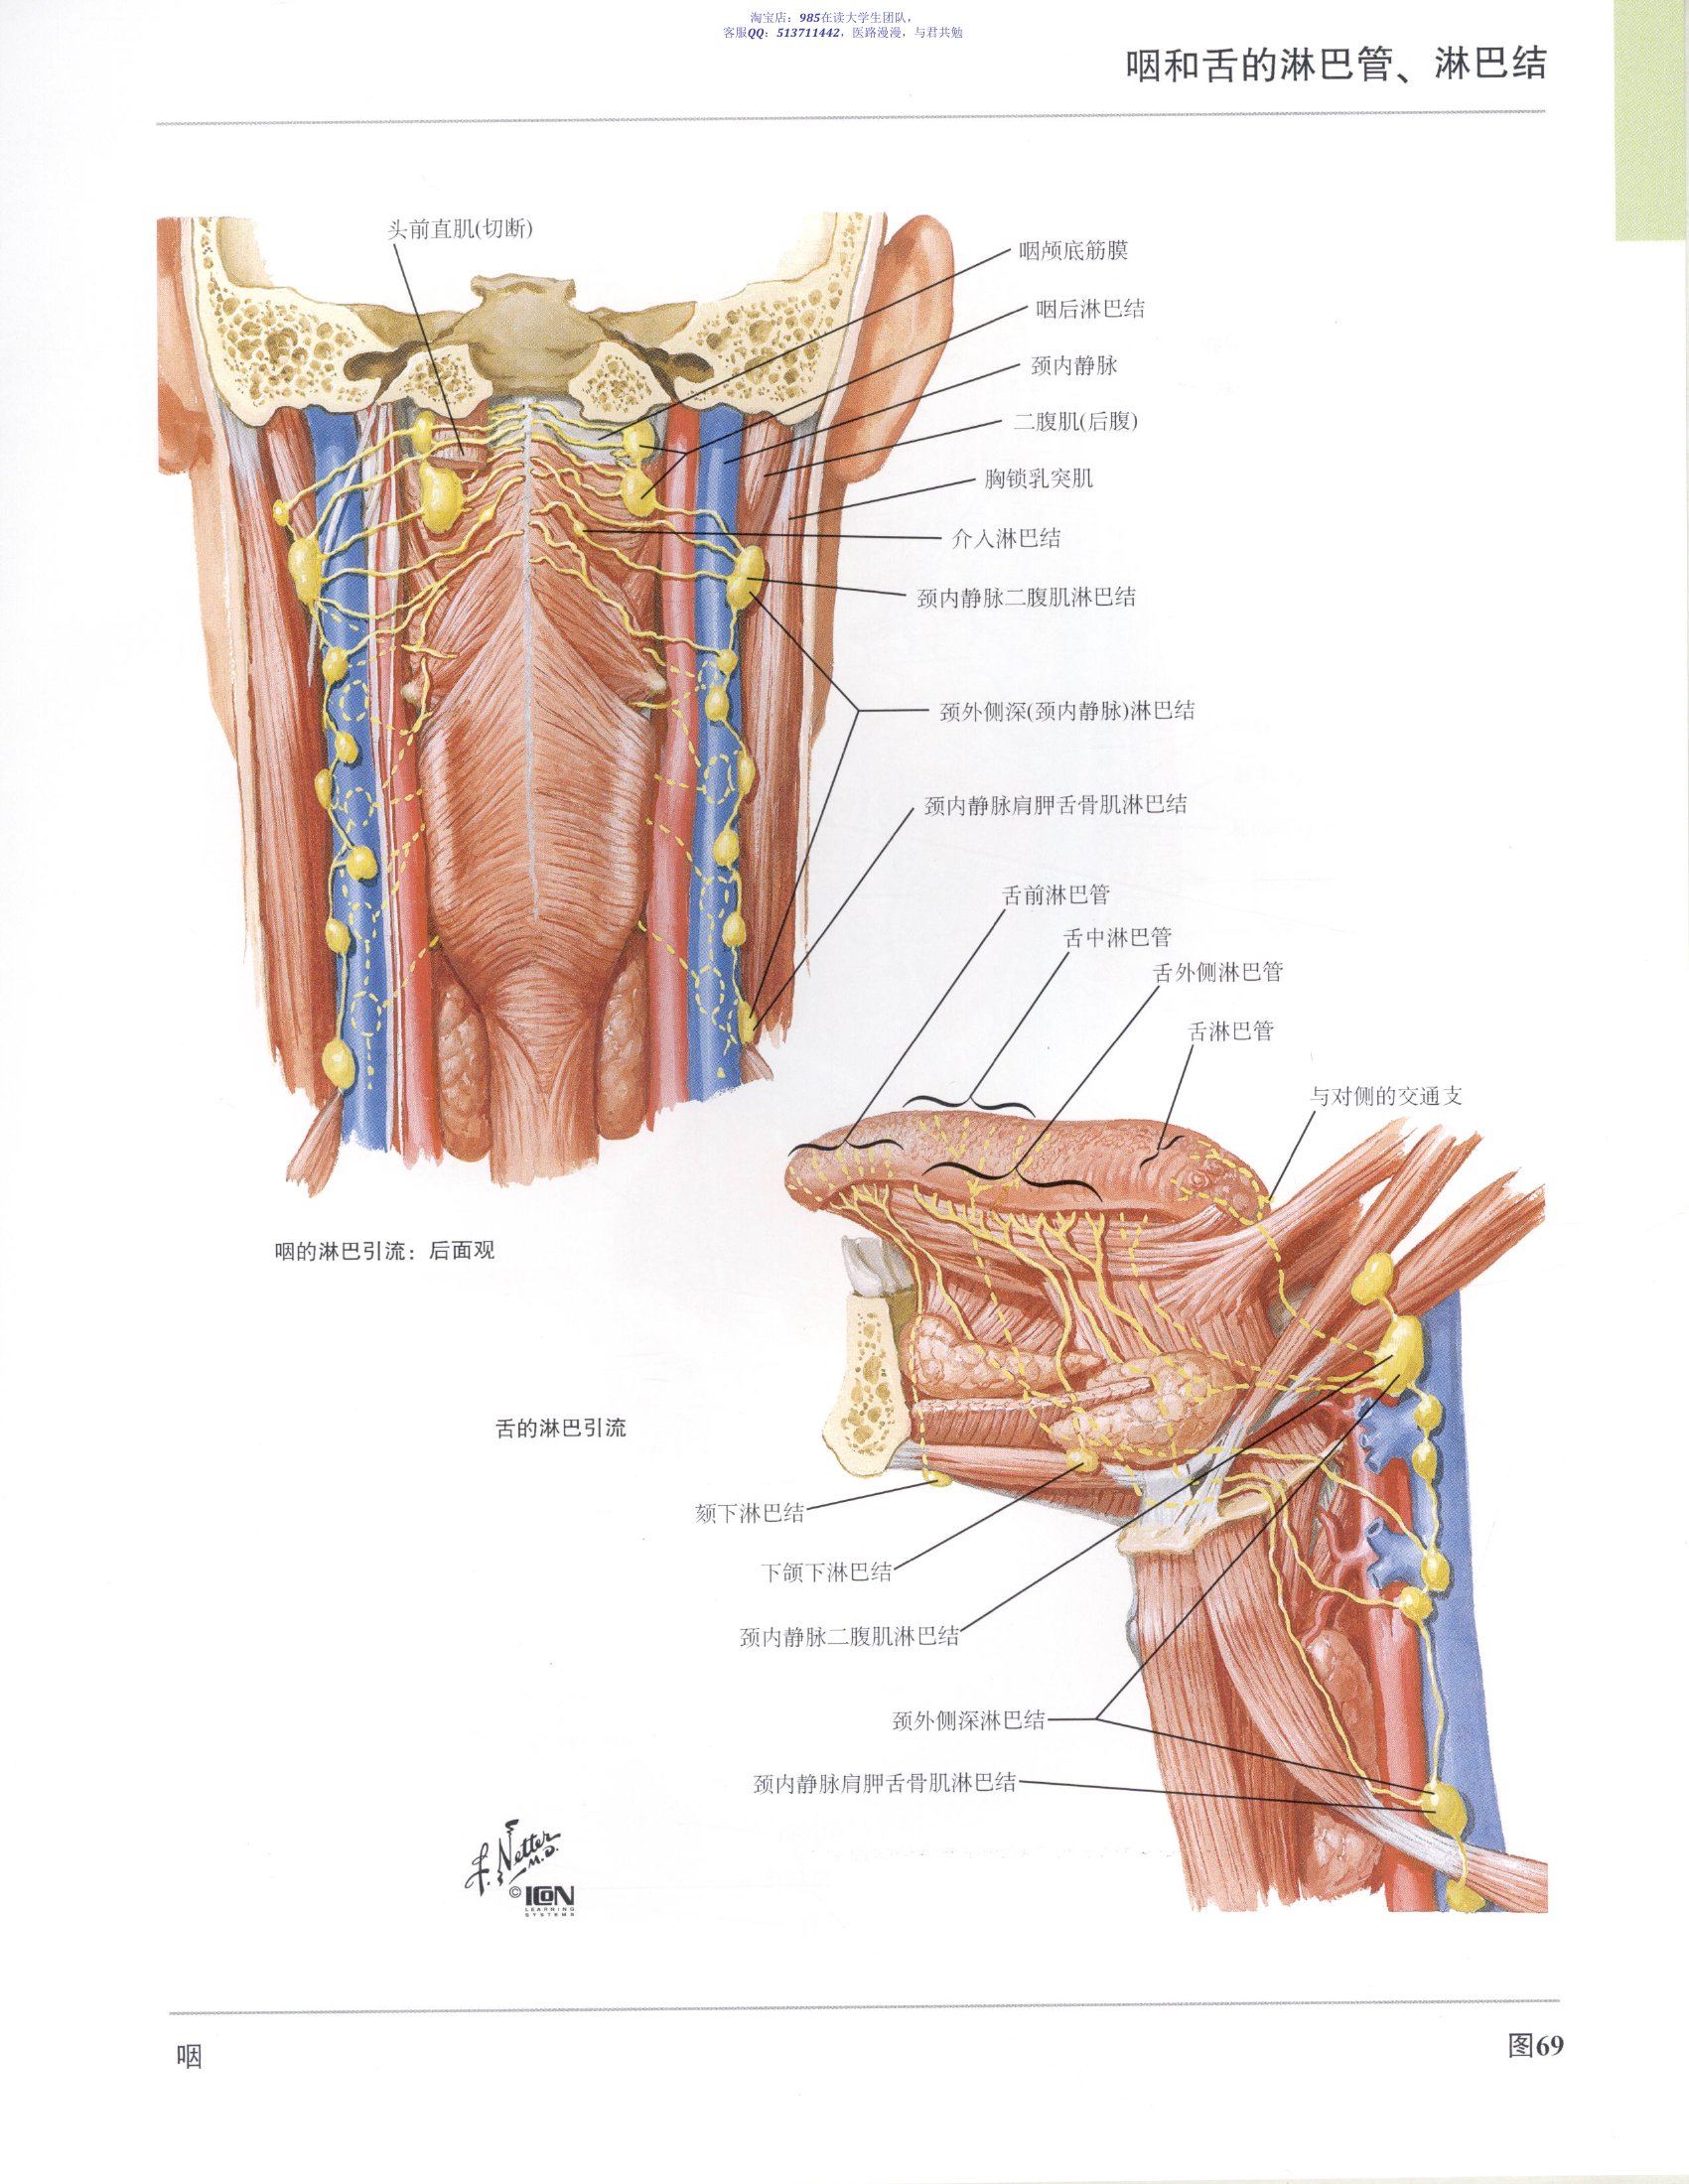 淘宝店：985在读大学生团队，
客服QQ：513711442，医路漫漫，与君共勉
咽和舌的淋巴管、淋巴结
头前直肌(切断)
咽颅底筋膜
咽后淋巴结
颈内静脉
二腹肌(后腹)
胸锁乳突肌
介入淋巴结
颈内静脉二腹肌淋巴结
颈外侧深(颈内静脉)淋巴结
颈内静脉肩胛舌骨肌淋巴结
舌前淋巴管
舌中淋巴管
舌外侧淋巴管
舌淋巴管
与对侧的交通支
咽的淋巴引流：后面观
舌的淋巴引流
颏下淋巴结
下颌下淋巴结
颈内静脉二腹肌淋巴结
颈外侧深淋巴结
颈内静脉肩胛舌骨肌淋巴结
F. Netter
M.D.
© ICON
LEARNING
SYSTEMS
咽
图69